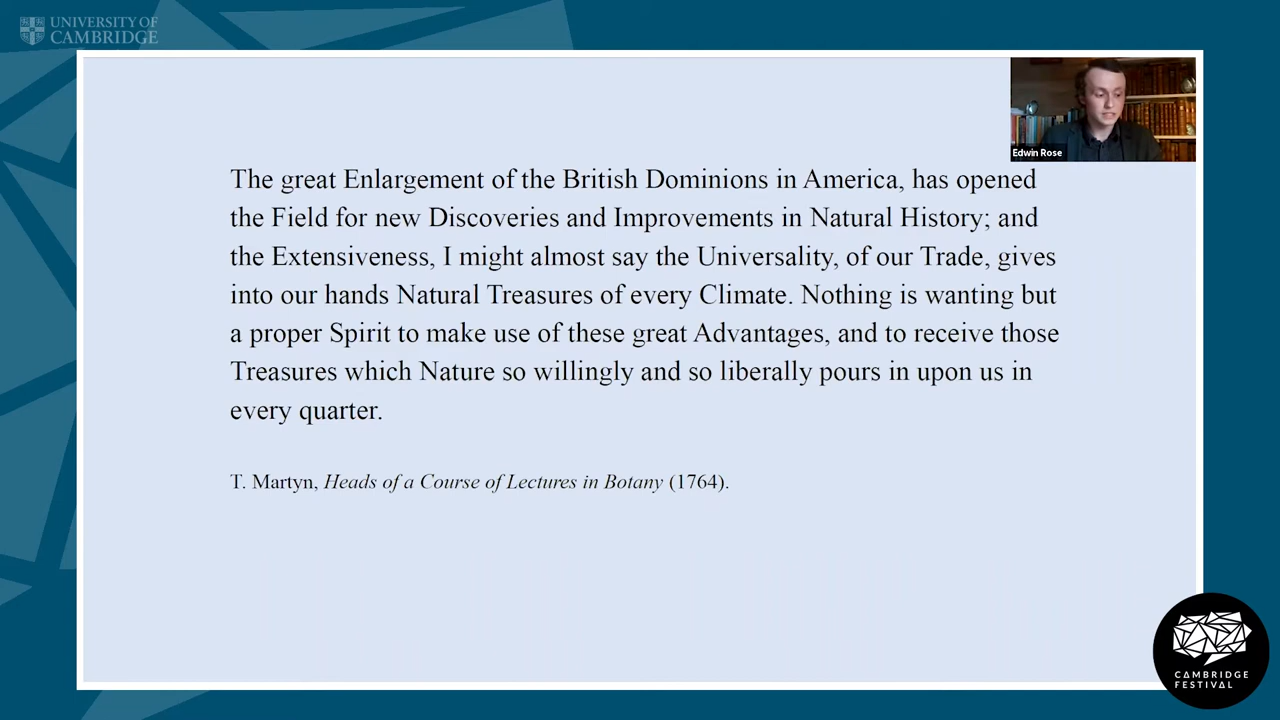 UNIVERSITY OF
CAMBRIDGE
Edwin Rose
The great Enlargement of the British Dominions in America, has opened
the Field for new Discoveries and Improvements in Natural History; and
the Extensiveness, I might almost say the Universality, of our Trade, gives
into our hands Natural Treasures of every Climate. Nothing is wanting but
a proper Spirit to make use of these great Advantages, and to receive those
Treasures which Nature so willingly and so liberally pours in upon us in
every quarter.
T. Martyn, Heads of a Course of Lectures in Botany (1764).
CAMBRIDGE
FESTIVAL